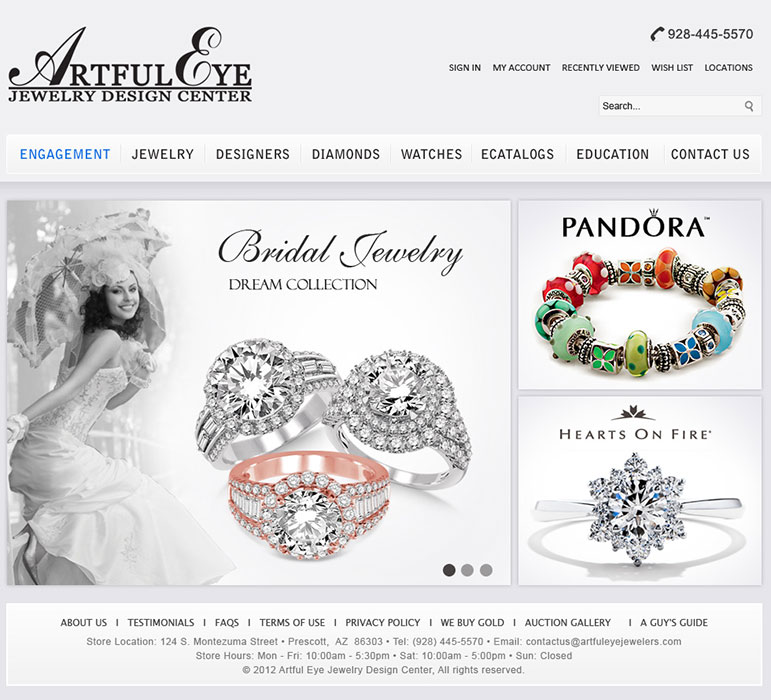 ARTFUL EYE
JEWELRY DESIGN CENTER
928-445-5570
SIGN IN MY ACCOUNT RECENTLY VIEWED WISH LIST LOCATIONS
Search...
ENGAGEMENT JEWELRY DESIGNERS DIAMONDS WATCHES ECATALOGS EDUCATION CONTACT US
Bridal Jewelry
DREAM COLLECTION
PANDORA™
HEARTS ON FIRE®
ABOUT US | TESTIMONIALS | FAQS | TERMS OF USE | PRIVACY POLICY | WE BUY GOLD | AUCTION GALLERY | A GUY'S GUIDE
Store Location: 124 S. Montezuma Street • Prescott, AZ 86303 • Tel: (928) 445-5570 • Email: contactus@artfuleyejewelers.com
Store Hours: Mon - Fri: 10:00am - 5:30pm • Sat: 10:00am - 5:00pm • Sun: Closed
© 2012 Artful Eye Jewelry Design Center, All rights reserved.